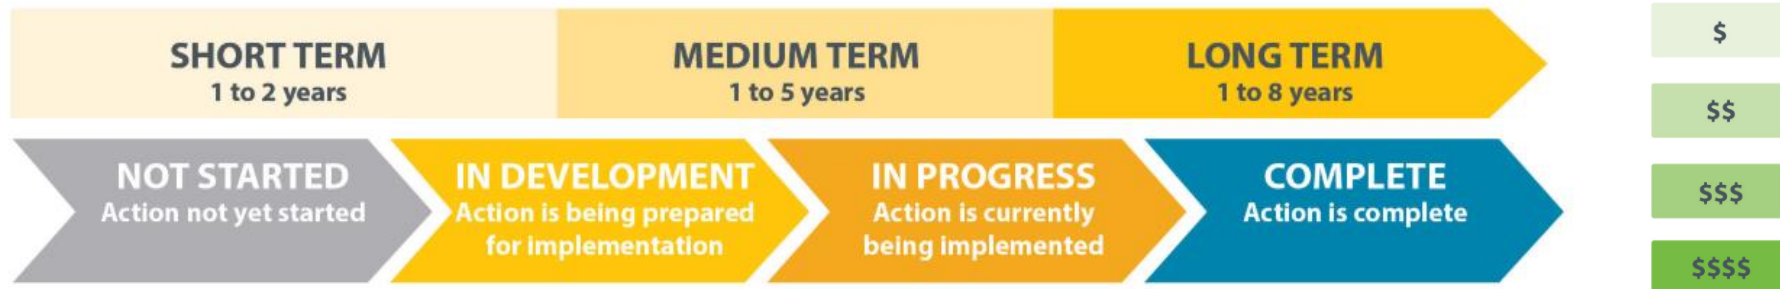 SHORT TERM
1 to 2 years
MEDIUM TERM
1 to 5 years
LONG TERM
1 to 8 years
NOT STARTED
Action not yet started
IN DEVELOPMENT
Action is being prepared
for implementation
IN PROGRESS
Action is currently
being implemented
COMPLETE
Action is complete
$
$$
$$$
$$$$